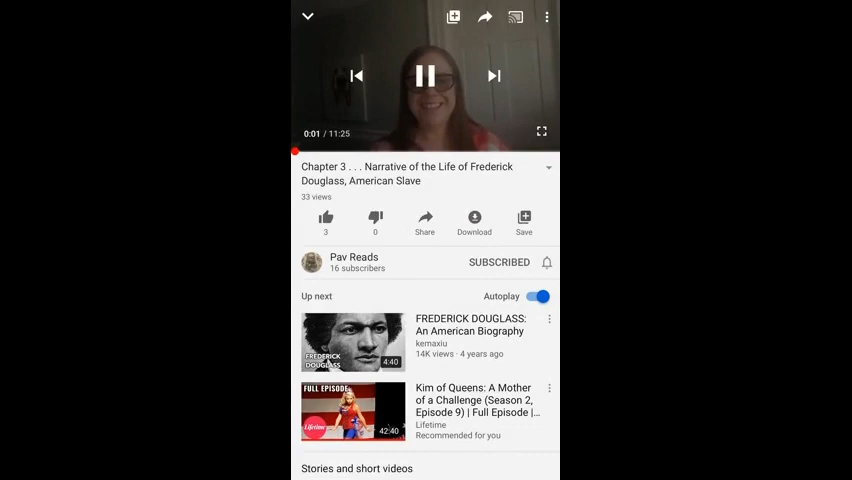 0:01 / 11:25
Chapter 3 . . . Narrative of the Life of Frederick
Douglass, American Slave
33 views
3
0
Share
Download
Save
Pav Reads
16 subscribers
SUBSCRIBED
Up next
Autoplay
FREDERICK
DOUGLASS
4:40
FREDERICK DOUGLASS:
An American Biography
kemaxiu
14K views · 4 years ago
FULL EPISODE
Lifetime
42:40
Kim of Queens: A Mother
of a Challenge (Season 2,
Episode 9) | Full Episode |...
Lifetime
Recommended for you
Stories and short videos